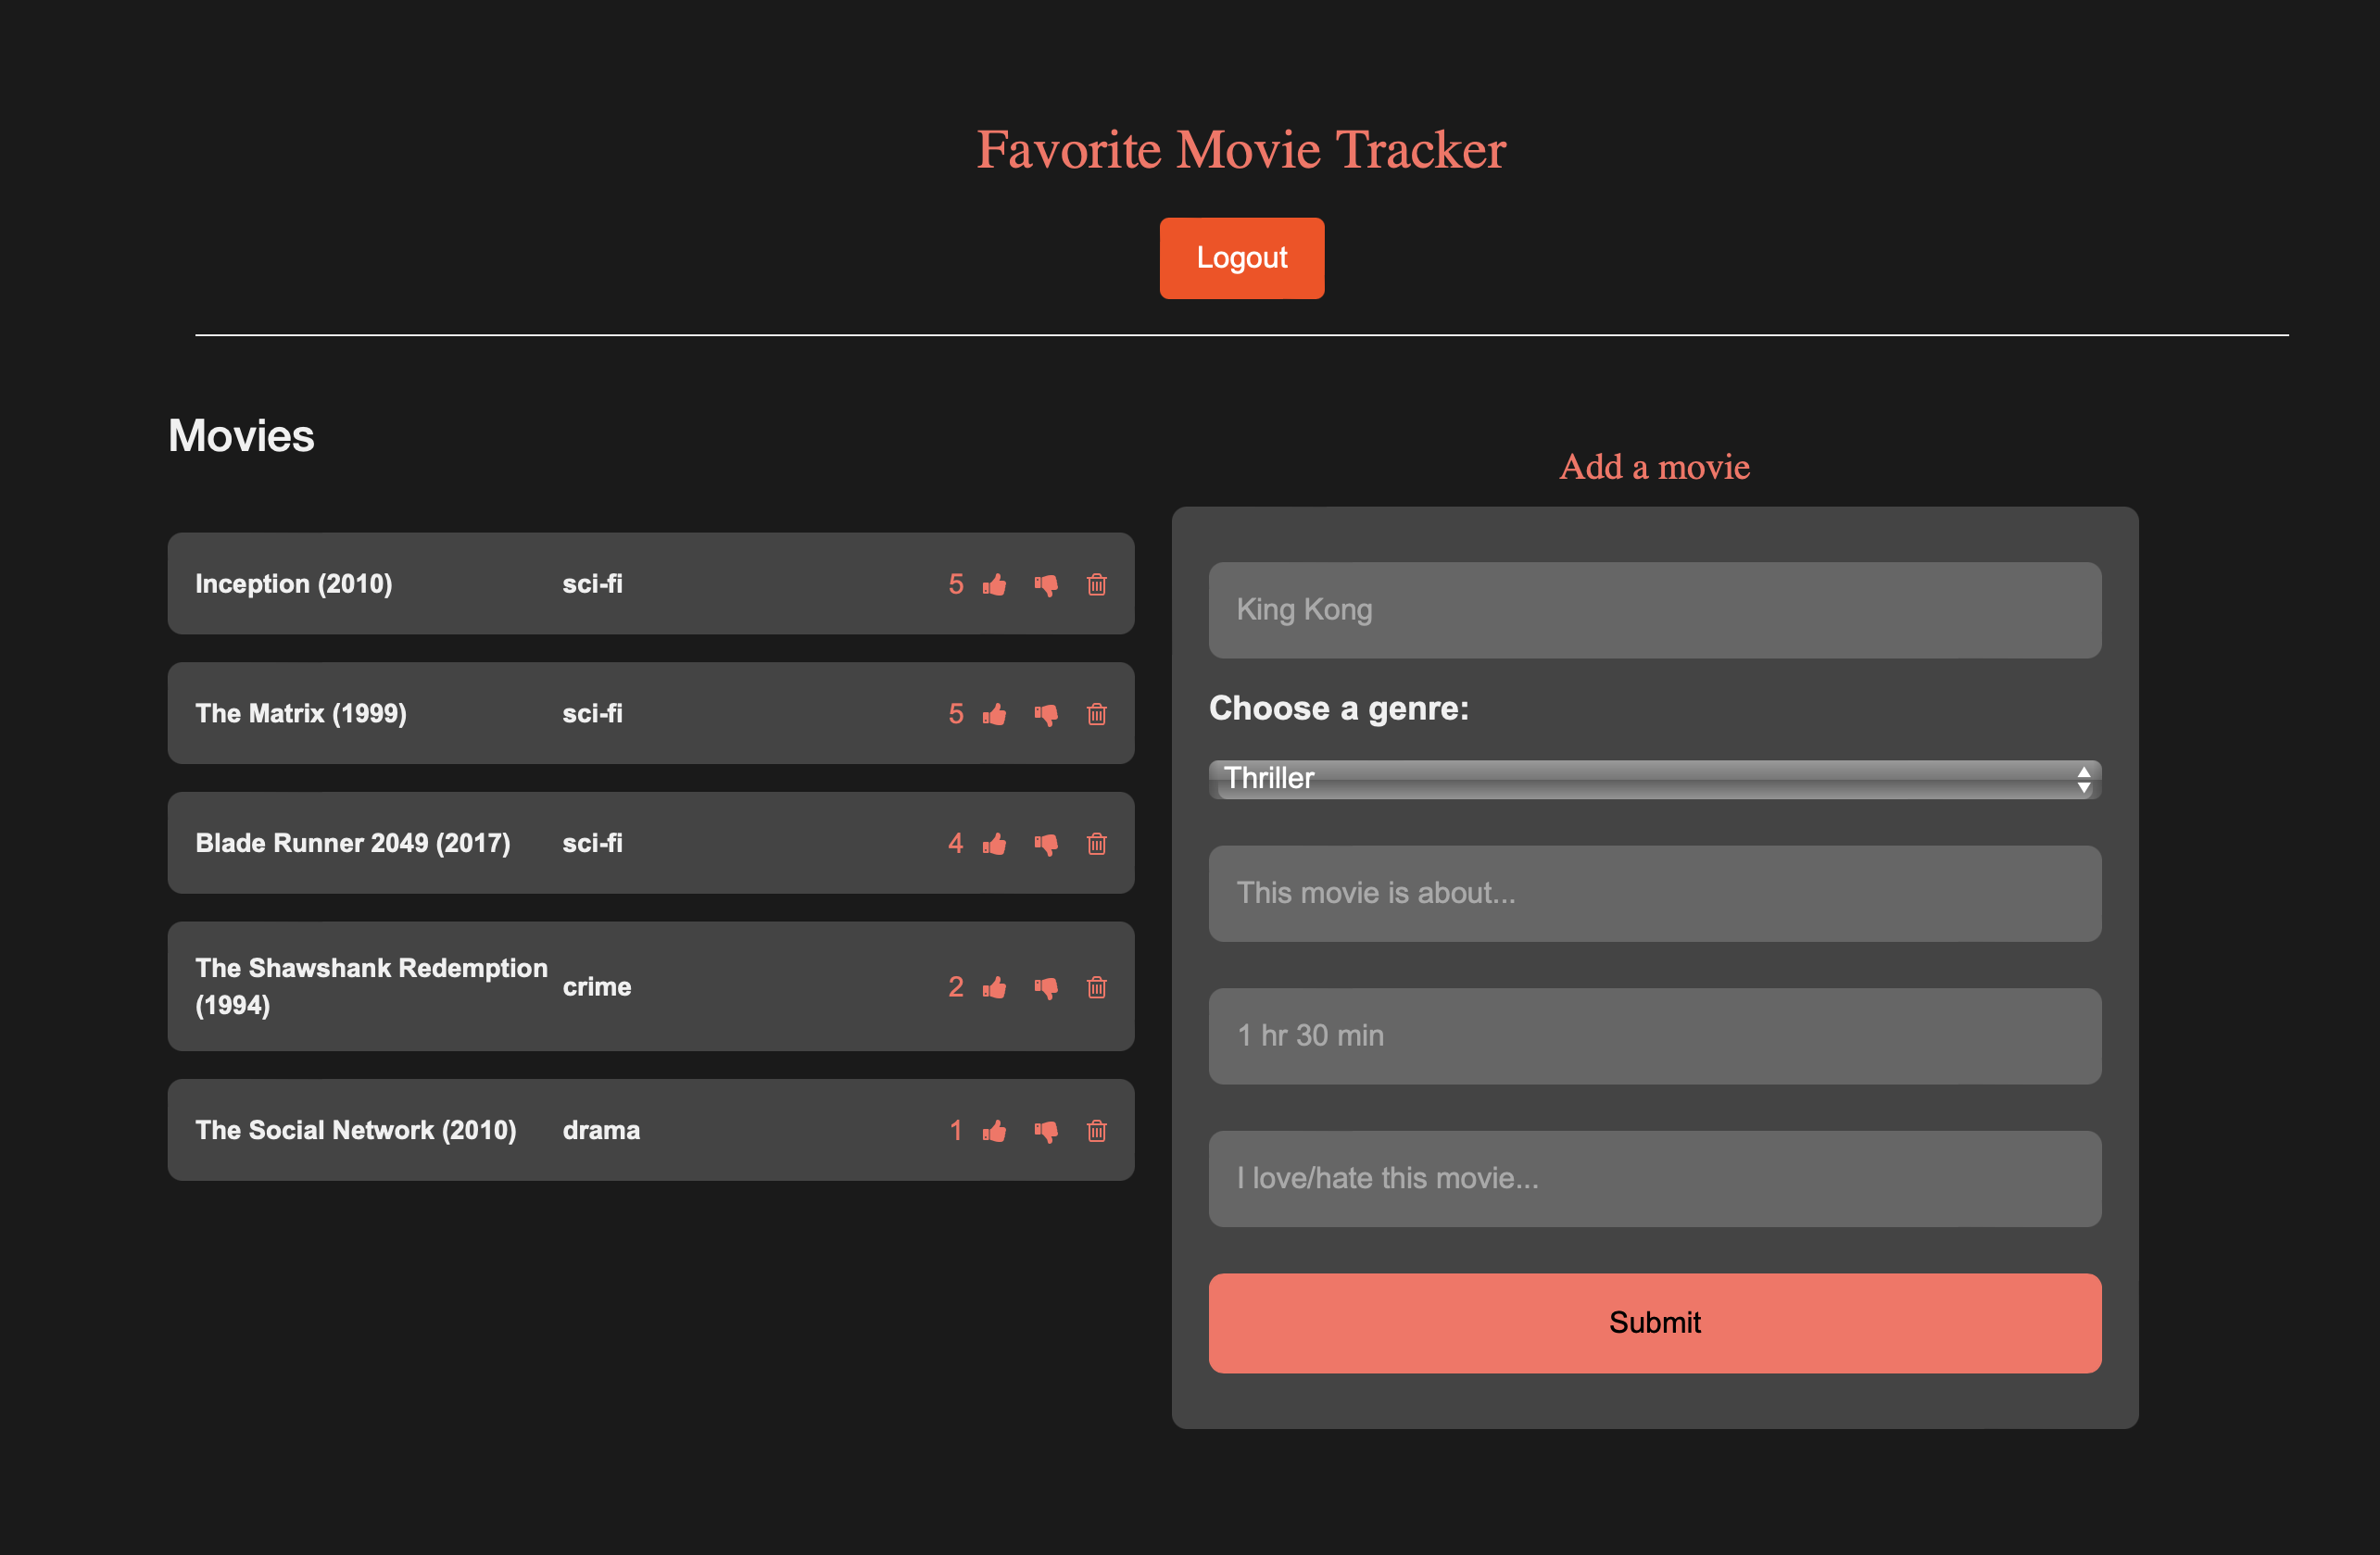 Favorite Movie Tracker
Logout
Movies
Inception (2010) sci-fi 5
The Matrix (1999) sci-fi 5
Blade Runner 2049 (2017) sci-fi 4
The Shawshank Redemption
(1994)
crime 2
The Social Network (2010) drama 1
Add a movie
King Kong
Choose a genre:
Thriller
This movie is about...
1 hr 30 min
I love/hate this movie...
Submit